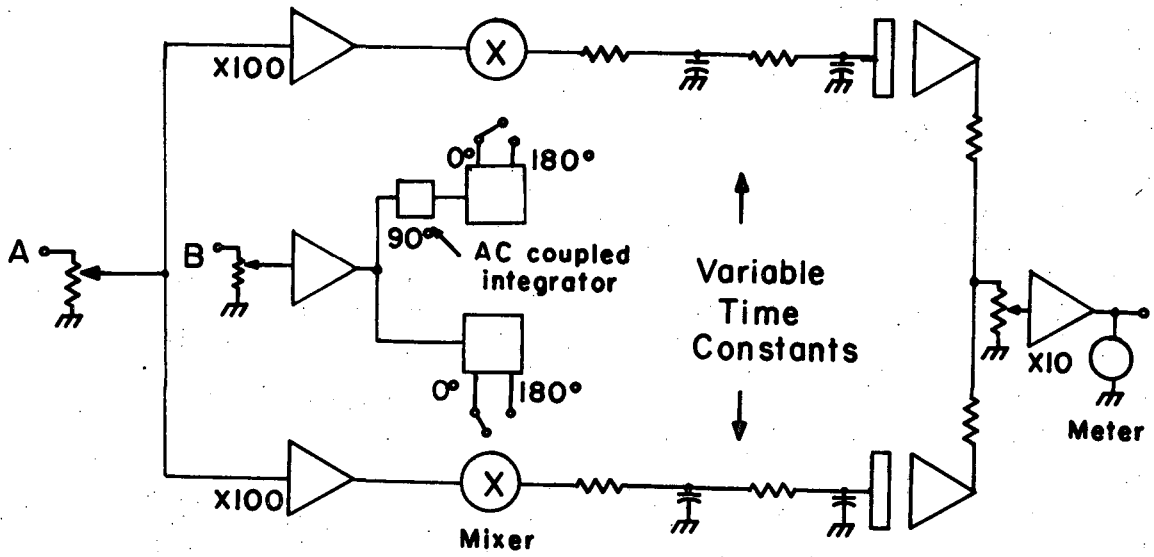 X100
X
0°
180°
90°
AC coupled
integrator
A
B
Variable
Time
Constants
0°
180°
X10
Meter
X100
X
Mixer